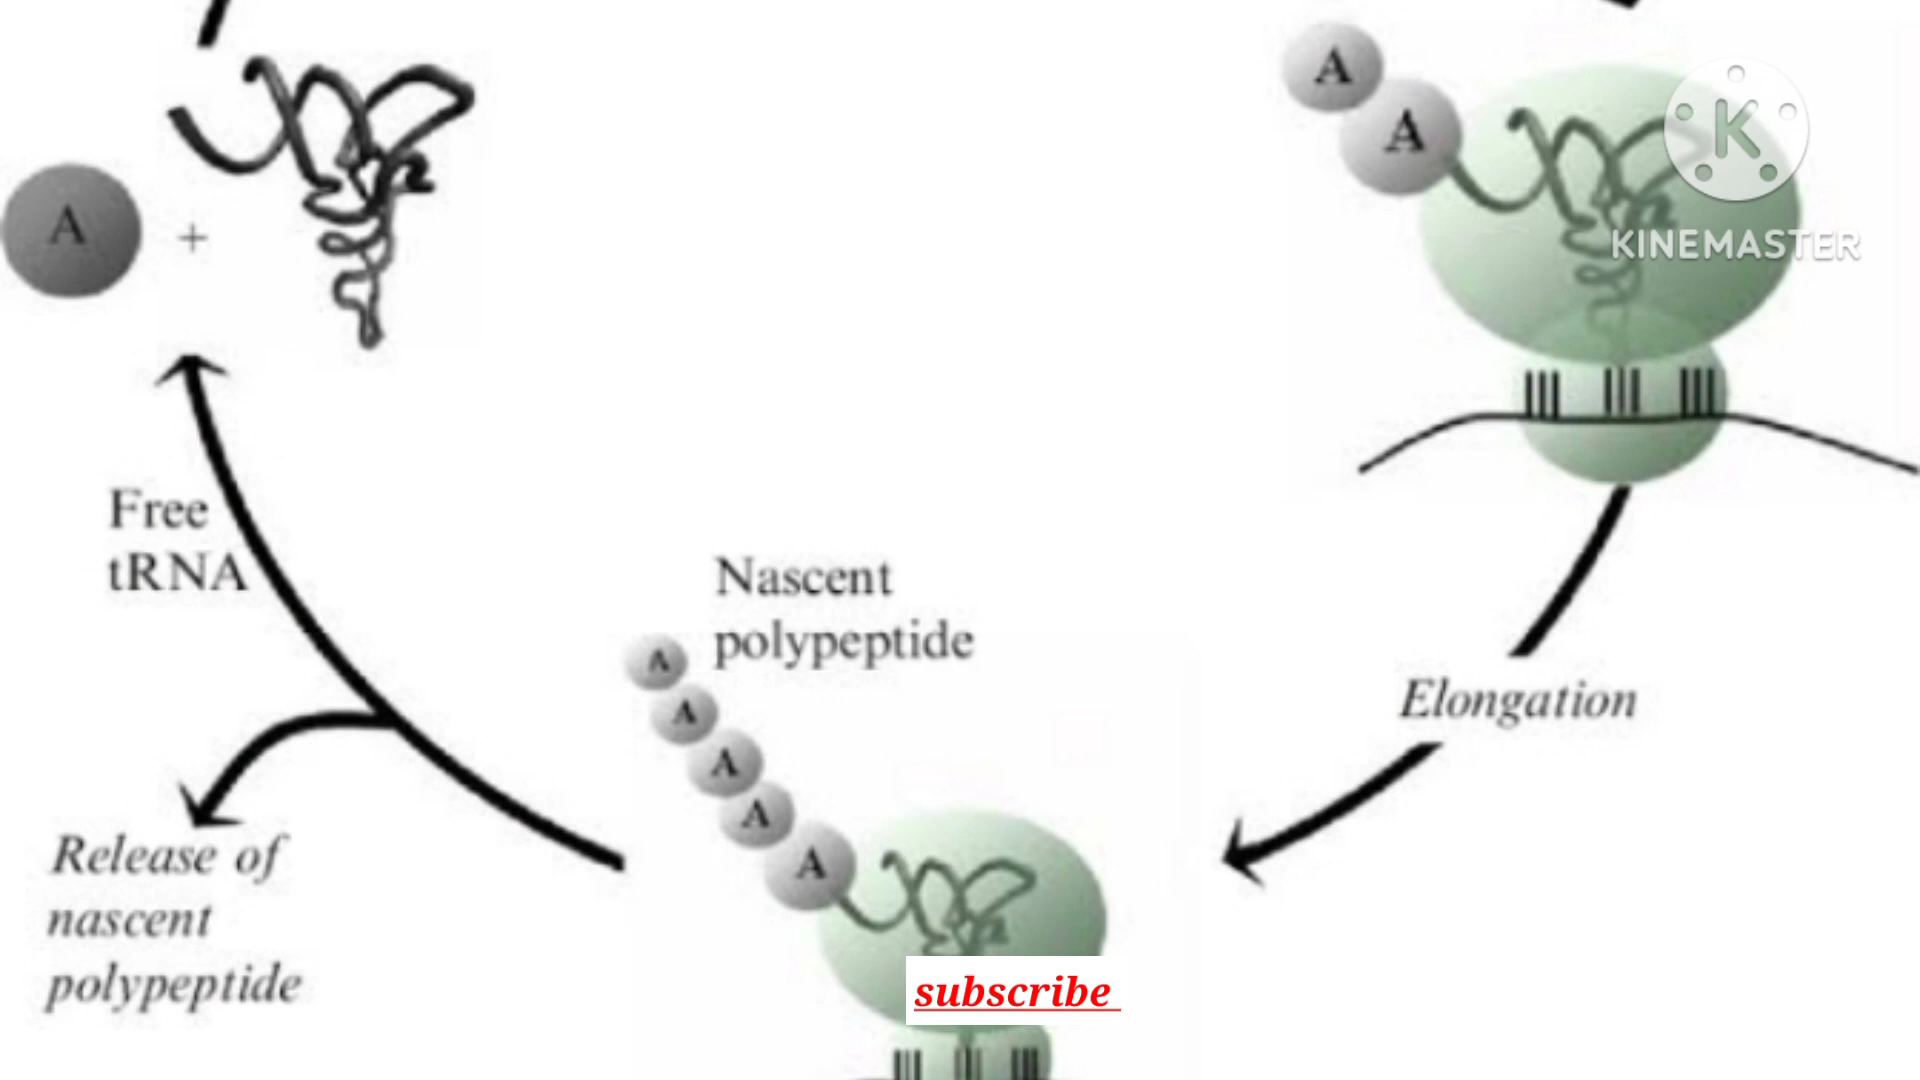 A
A
K
KINEMASTER
A
+
Free
tRNA
Nascent
polypeptide
Elongation
A
A
A
A
A
Release of
nascent
polypeptide
subscribe